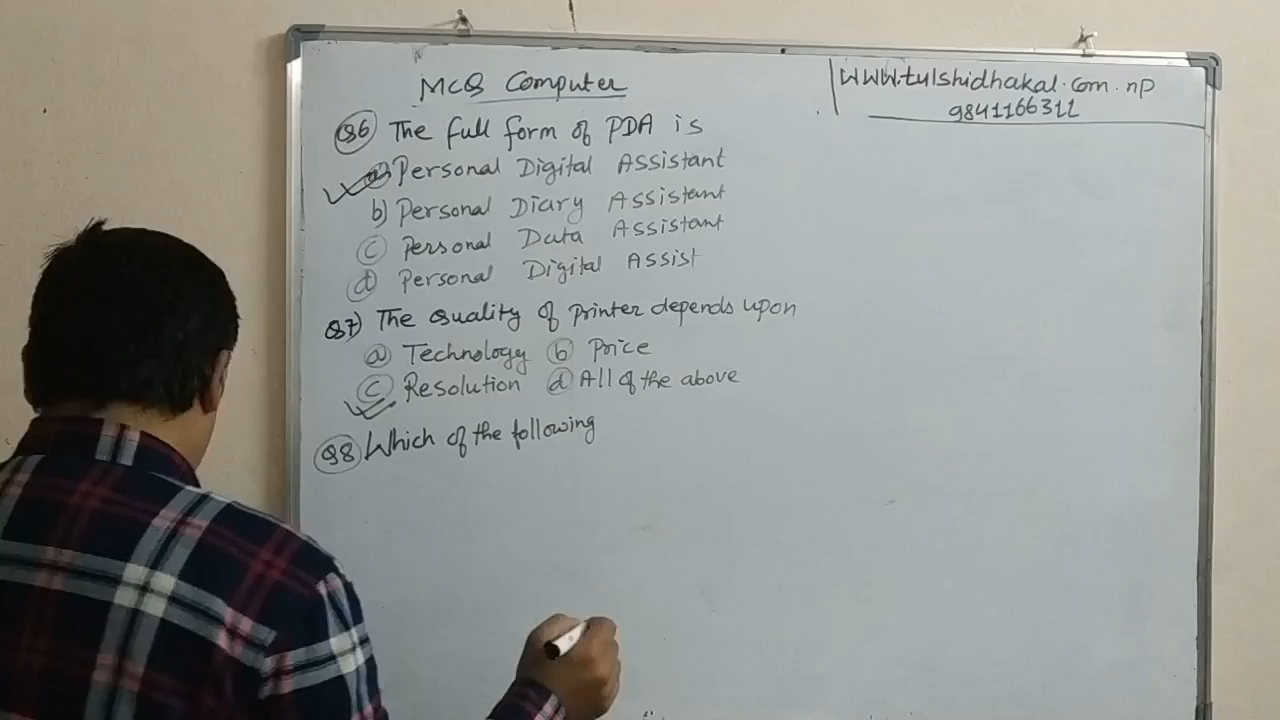 MCQ Computer
www.tulshidhakal.com.np
9841166311
Q6 The full form of PDA is
a) Personal Digital Assistant
b) Personal Diary Assistant
c Personal Data Assistant
d Personal Digital Assist
Q7) The Quality of Printer depends upon
a Technology b Price
c Resolution d All of the above
Q8 Which of the following